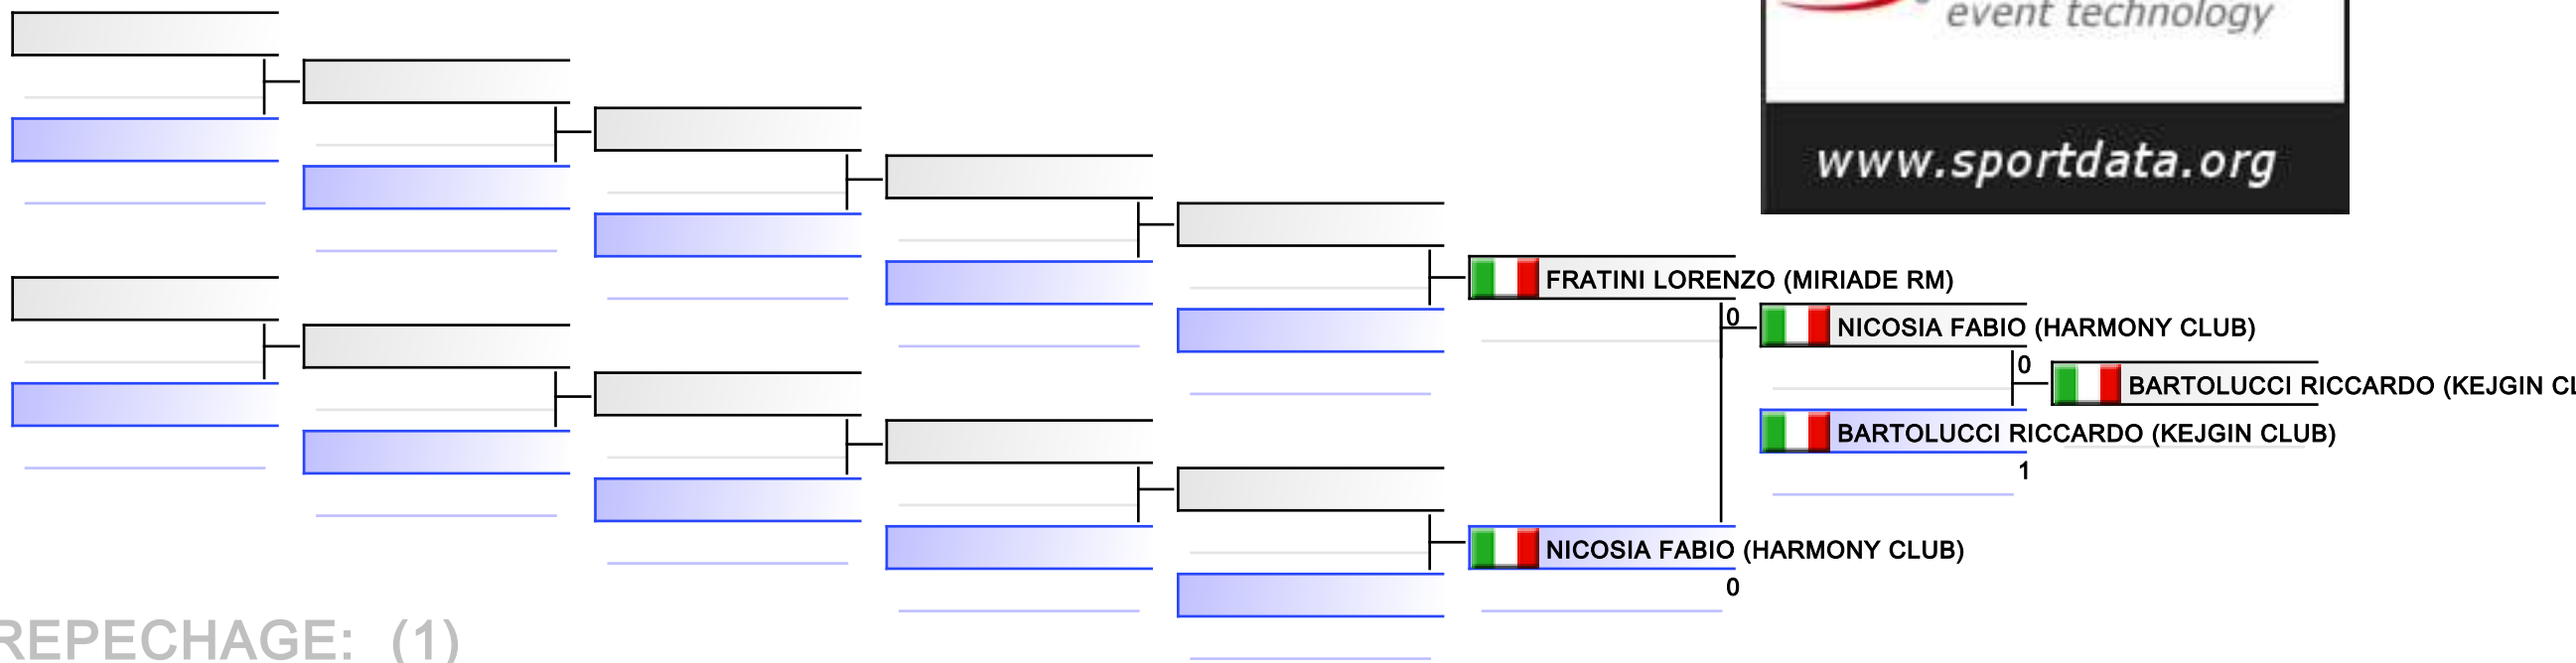 event technology
www.sportdata.org
FRATINI LORENZO (MIRIADE RM)
0
NICOSIA FABIO (HARMONY CLUB)
0
BARTOLUCCI RICCARDO (KEJGIN CL
BARTOLUCCI RICCARDO (KEJGIN CLUB)
1
NICOSIA FABIO (HARMONY CLUB)
0
REPECHAGE: (1)